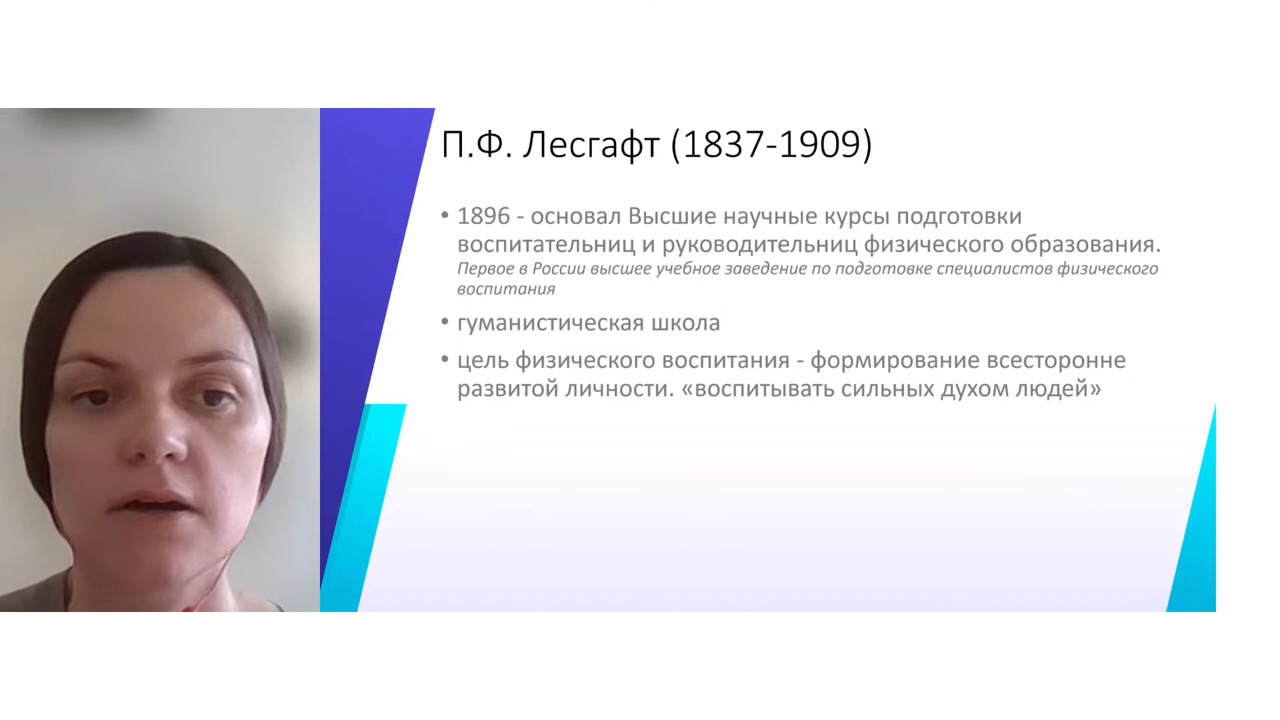 П.Ф. Лесгафт (1837-1909)
• 1896 - основал Высшие научные курсы подготовки
воспитательниц и руководительниц физического образования.
Первое в России высшее учебное заведение по подготовке специалистов физического
воспитания
• гуманистическая школа
• цель физического воспитания - формирование всесторонне
развитой личности. «воспитывать сильных духом людей»